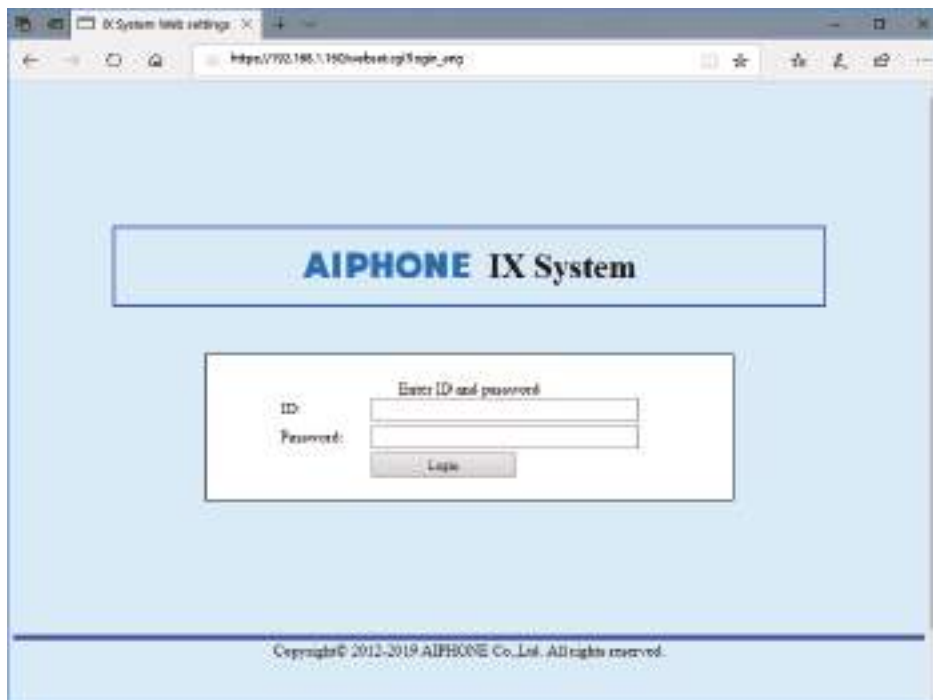 IX System Web settings
https://192.168.1.160/webset.cgi?login_eng
AIPHONE IX System
Enter ID and password
ID:
Password:
Login
Copyright© 2012-2019 AIPHONE Co.,Ltd. All rights reserved.